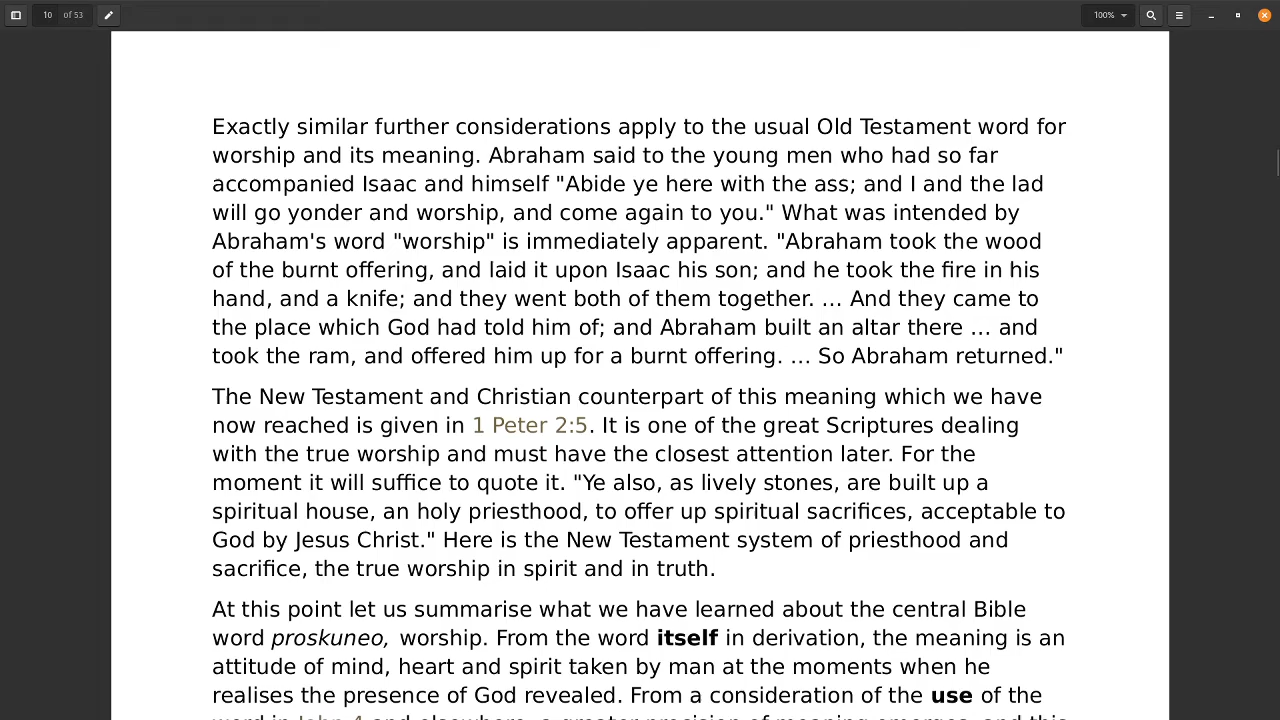 10 of 53
100%
Exactly similar further considerations apply to the usual Old Testament word for
worship and its meaning. Abraham said to the young men who had so far
accompanied Isaac and himself "Abide ye here with the ass; and I and the lad
will go yonder and worship, and come again to you." What was intended by
Abraham's word "worship" is immediately apparent. "Abraham took the wood
of the burnt offering, and laid it upon Isaac his son; and he took the fire in his
hand, and a knife; and they went both of them together. … And they came to
the place which God had told him of; and Abraham built an altar there … and
took the ram, and offered him up for a burnt offering. … So Abraham returned."
The New Testament and Christian counterpart of this meaning which we have
now reached is given in 1 Peter 2:5. It is one of the great Scriptures dealing
with the true worship and must have the closest attention later. For the
moment it will suffice to quote it. "Ye also, as lively stones, are built up a
spiritual house, an holy priesthood, to offer up spiritual sacrifices, acceptable to
God by Jesus Christ." Here is the New Testament system of priesthood and
sacrifice, the true worship in spirit and in truth.
At this point let us summarise what we have learned about the central Bible
word proskuneo, worship. From the word itself in derivation, the meaning is an
attitude of mind, heart and spirit taken by man at the moments when he
realises the presence of God revealed. From a consideration of the use of the
word in John 4 and elsewhere, a greater precision of meaning emerges, and this